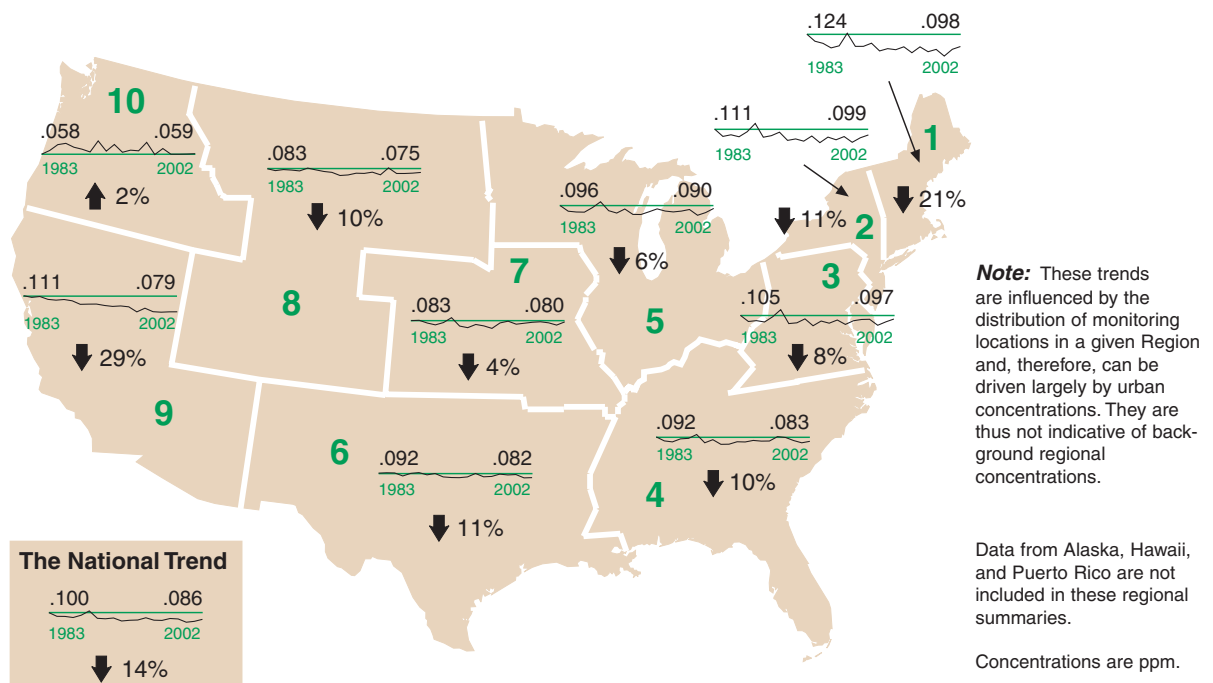 .124 .098
1983 2002
.111 .099
1983 2002
1
21%
11%
2
10
.058 .059
1983 2002
2%
.083 .075
1983 2002
10%
.096 .090
1983 2002
6%
5
3
.105 .097
1983 2002
8%
7
.083 .080
1983 2002
4%
8
.111 .079
1983 2002
29%
9
6
.092 .082
1983 2002
11%
.092 .083
1983 2002
10%
4
The National Trend
.100 .086
1983 2002
14%
Note: These trends
are influenced by the
distribution of monitoring
locations in a given Region
and, therefore, can be
driven largely by urban
concentrations. They are
thus not indicative of back-
ground regional
concentrations.
Data from Alaska, Hawaii,
and Puerto Rico are not
included in these regional
summaries.
Concentrations are ppm.